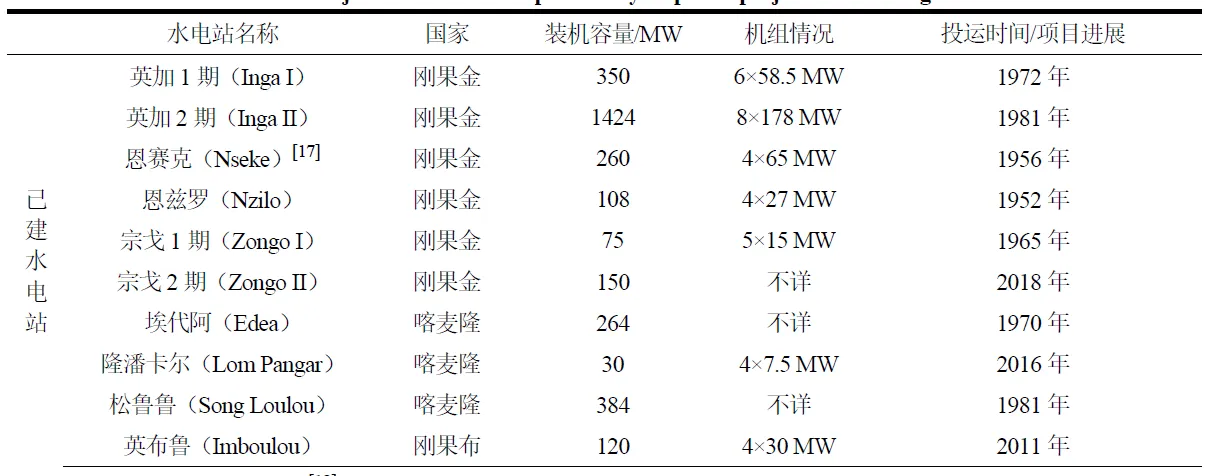 水电站名称 国家 装机容量/MW 机组情况 投运时间/项目进展
已建水电站
英加 1 期（Inga I） 刚果金 350 6×58.5 MW 1972 年
英加 2 期（Inga II） 刚果金 1424 8×178 MW 1981 年
恩赛克（Nseke）[17] 刚果金 260 4×65 MW 1956 年
恩兹罗（Nzilo） 刚果金 108 4×27 MW 1952 年
宗戈 1 期（Zongo I） 刚果金 75 5×15 MW 1965 年
宗戈 2 期（Zongo II） 刚果金 150 不详 2018 年
埃代阿（Edea） 喀麦隆 264 不详 1970 年
隆潘卡尔（Lom Pangar） 喀麦隆 30 4×7.5 MW 2016 年
松鲁鲁（Song Loulou） 喀麦隆 384 不详 1981 年
英布鲁（Imboulou） 刚果布 120 4×30 MW 2011 年